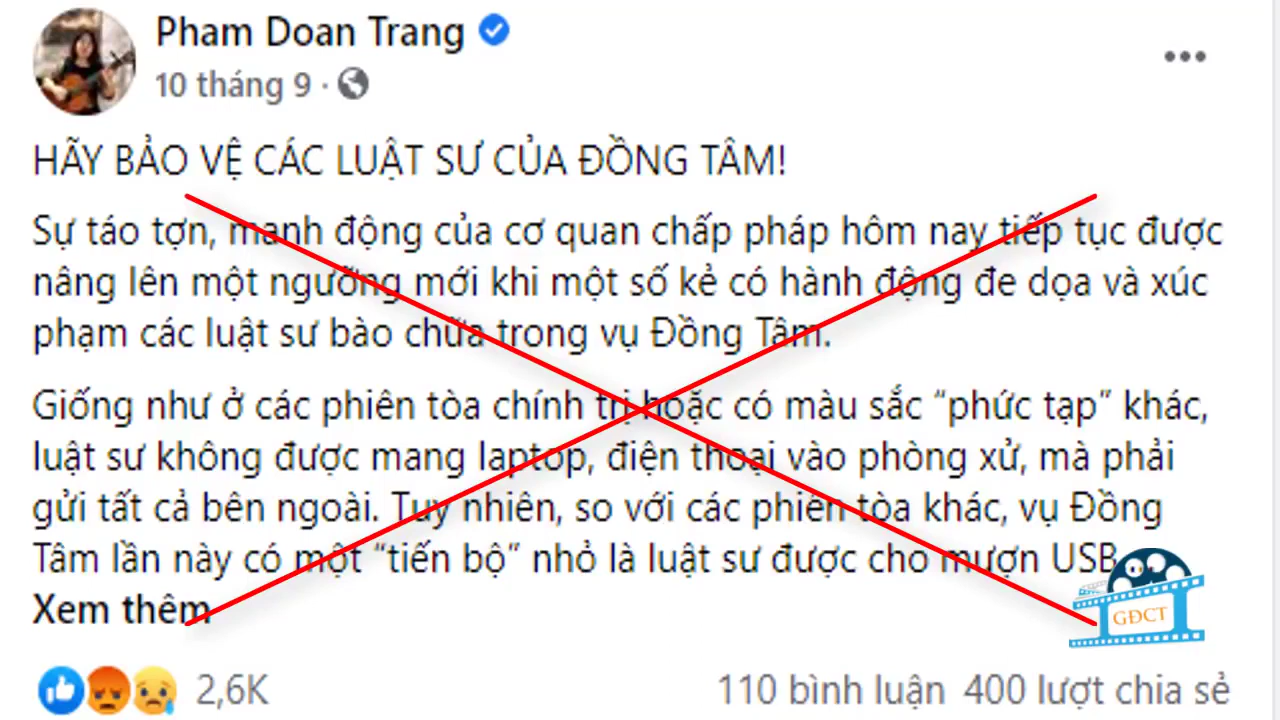 Pham Doan Trang
10 tháng 9 ·
HÃY BẢO VỆ CÁC LUẬT SƯ CỦA ĐỒNG TÂM!
Sự táo tợn, manh động của cơ quan chấp pháp hôm nay tiếp tục được
nâng lên một ngưỡng mới khi một số kẻ có hành động đe dọa và xúc
phạm các luật sư bào chữa trong vụ Đồng Tâm.
Giống như ở các phiên tòa chính trị hoặc có màu sắc “phức tạp” khác,
luật sư không được mang laptop, điện thoại vào phòng xử, mà phải
gửi tất cả bên ngoài. Tuy nhiên, so với các phiên tòa khác, vụ Đồng
Tâm lần này có một “tiến bộ” nhỏ là luật sư được cho mượn USB...
Xem thêm
GĐCT
2,6K
110 bình luận 400 lượt chia sẻ